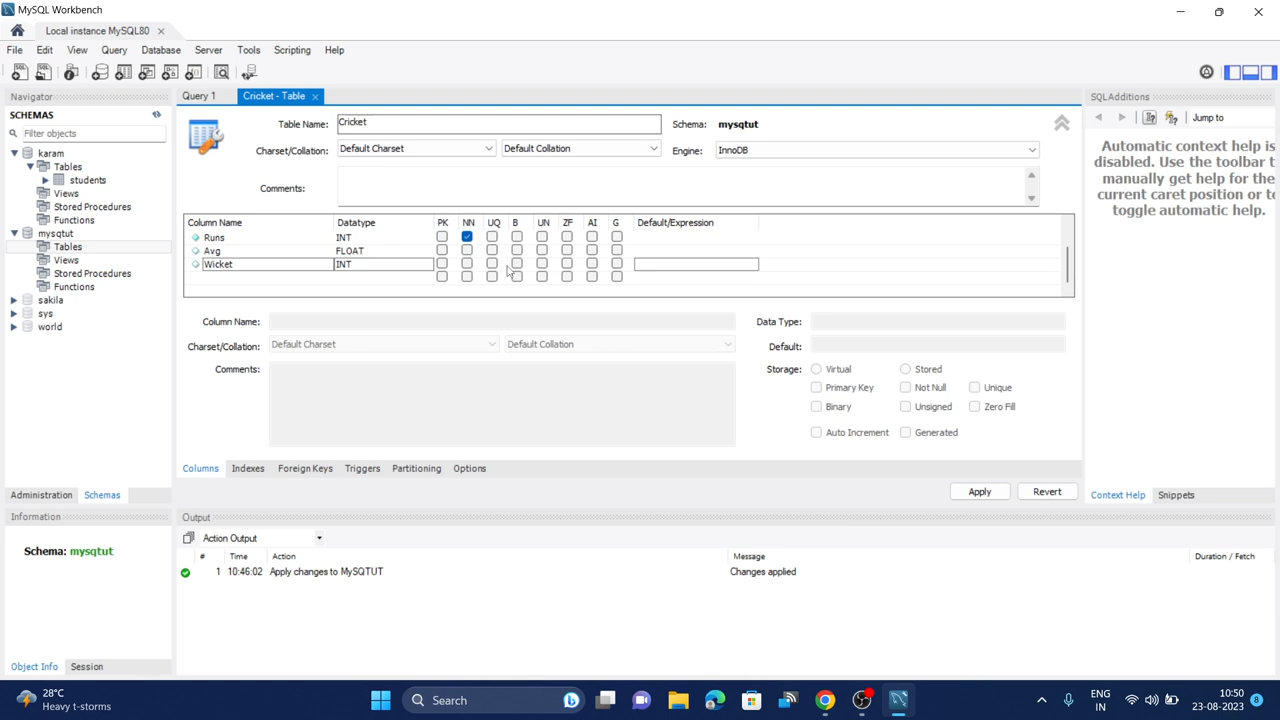 MySQL Workbench
Local instance MySQL80
File Edit View Query Database Server Tools Scripting Help
Navigator
SCHEMAS
Filter objects
karam
Tables
students
Views
Stored Procedures
Functions
mysqtut
Tables
Views
Stored Procedures
Functions
sakila
sys
world
Administration Schemas
Information
Schema: mysqtut
Object Info Session
Query 1 Cricket - Table
Table Name: Cricket Schema: mysqtut
Charset/Collation: Default Charset Default Collation Engine: InnoDB
Comments:
Column Name Datatype PK NN UQ B UN ZF AI G Default/Expression
Runs INT
Avg FLOAT
Wicket INT
Column Name: Data Type:
Charset/Collation: Default Charset Default Collation Default:
Comments: Storage: Virtual Stored
Primary Key Not Null Unique
Binary Unsigned Zero Fill
Auto Increment Generated
Columns Indexes Foreign Keys Triggers Partitioning Options
Apply Revert
Output
Action Output
# Time Action Message Duration / Fetch
1 10:46:02 Apply changes to MySQTUT Changes applied
SQLAdditions
Jump to
Automatic context help is
disabled. Use the toolbar t
manually get help for the
current caret position or to
toggle automatic help.
Context Help Snippets
28°C
Heavy t-storms
Search
ENG
IN
10:50
23-08-2023
8